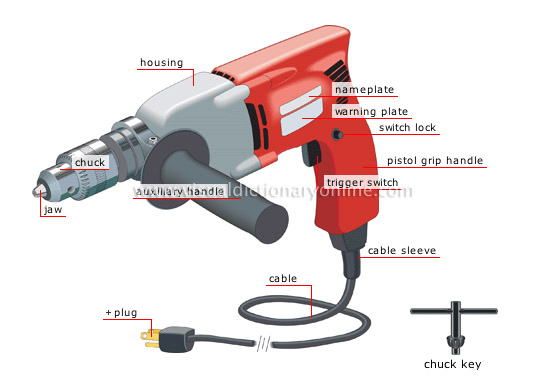 housing
nameplate
warning plate
switch lock
chuck
pistol grip handle
trigger switch
auxiliary handle
jaw
cable sleeve
cable
+ plug
chuck key